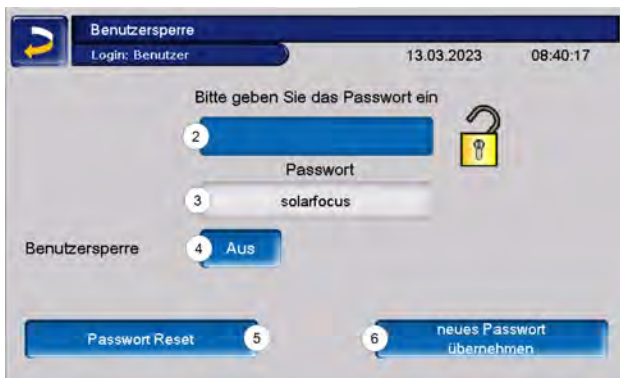 Benutzersperre
Login: Benutzer 13.03.2023 08:40:17
Bitte geben Sie das Passwort ein
2
Passwort
3 solarfocus
Benutzersperre 4 Aus
Passwort Reset 5 6 neues Passwort
übernehmen